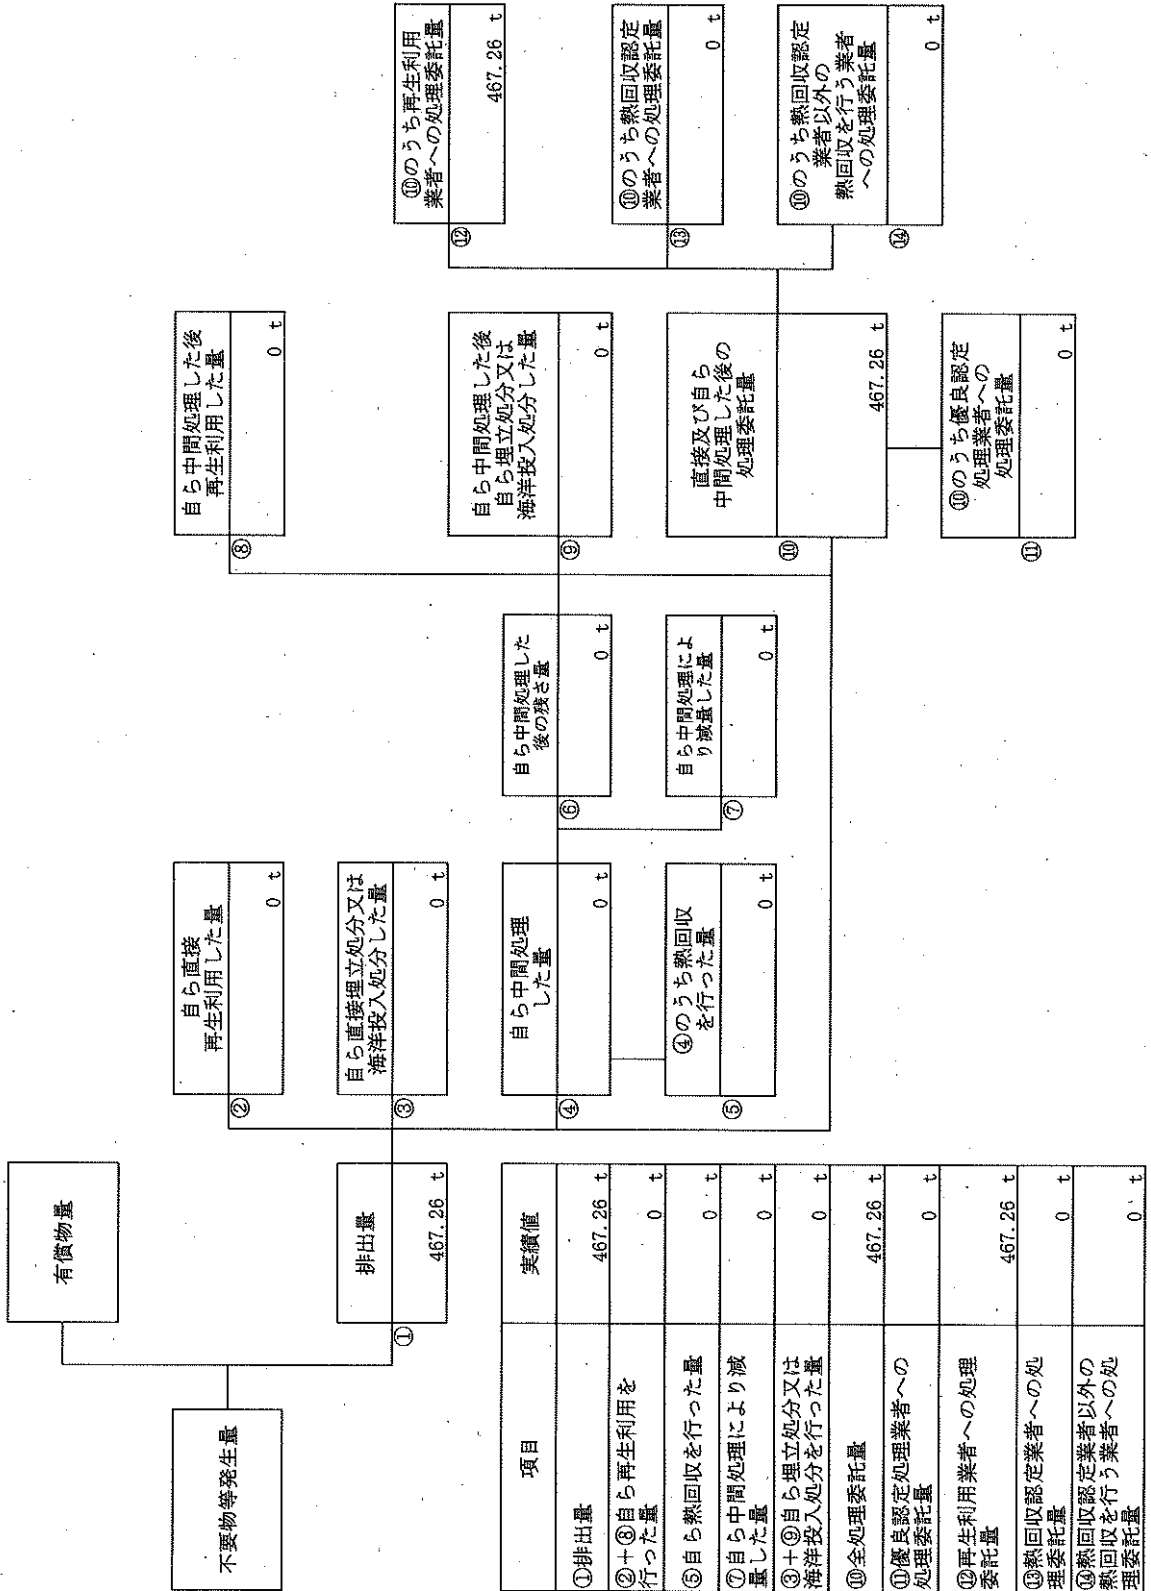 不要物等発生量
有償物量
排出量
①
467.26 t
自ら直接
再生利用した量
②
0 t
自ら直接埋立処分又は
海洋投入処分した量
③
0 t
自ら中間処理
した量
④
0 t
④のうち熱回収
を行った量
⑤
0 t
自ら中間処理した
後の残さ量
⑥
0 t
自ら中間処理によ
り減量した量
⑦
0 t
自ら中間処理した後
再生利用した量
⑧
0 t
自ら中間処理した後
自ら埋立処分又は
海洋投入処分した量
⑨
0 t
直接及び自ら
中間処理した後の
処理委託量
⑩
467.26 t
⑩のうち優良認定
処理業者への
処理委託量
⑪
0 t
⑩のうち再生利用
業者への処理委託量
⑫
467.26 t
⑩のうち熱回収認定
業者への処理委託量
⑬
0 t
⑩のうち熱回収認定
業者以外の
熱回収を行う業者
への処理委託量
⑭
0 t
項目 実績値
①排出量 467.26 t
②+⑧自ら再生利用を
行った量 0 t
⑤自ら熱回収を行った量 0 t
⑦自ら中間処理により減
量した量 0 t
③+⑨自ら埋立処分又は
海洋投入処分を行った量 0 t
⑩全処理委託量 467.26 t
⑪優良認定処理業者への
処理委託量 0 t
⑫再生利用業者への処理
委託量 467.26 t
⑬熱回収認定業者への処
理委託量 0 t
⑭熱回収認定業者以外の
熱回収を行う業者への処
理委託量 0 t